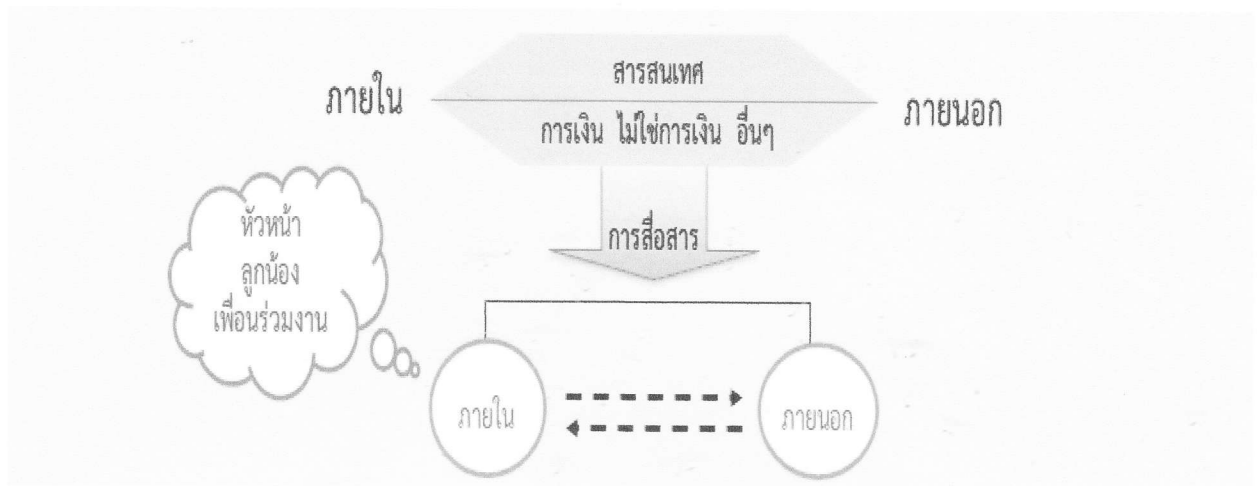 สารสนเทศ
ภายใน
ภายนอก
การเงิน ไม่ใช่การเงิน อื่นๆ
หัวหน้า
ลูกน้อง
เพื่อนร่วมงาน
การสื่อสาร
ภายใน
ภายนอก